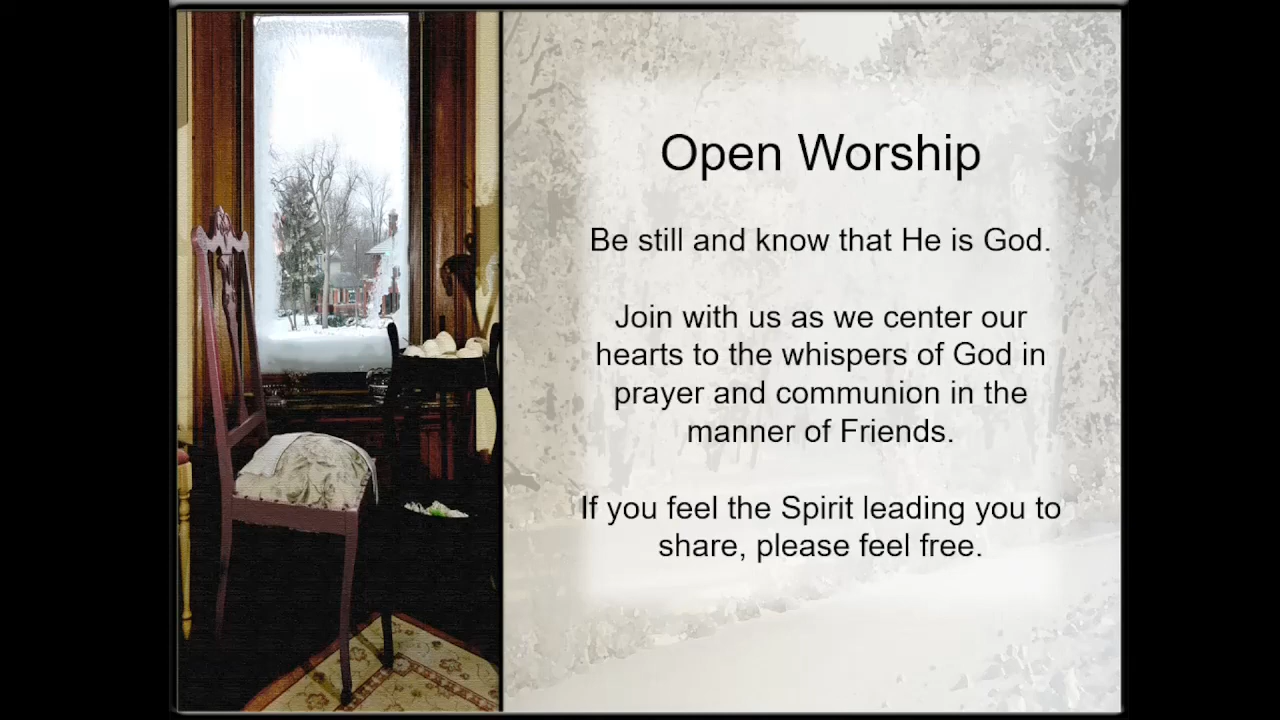 Open Worship
Be still and know that He is God.
Join with us as we center our
hearts to the whispers of God in
prayer and communion in the
manner of Friends.
If you feel the Spirit leading you to
share, please feel free.